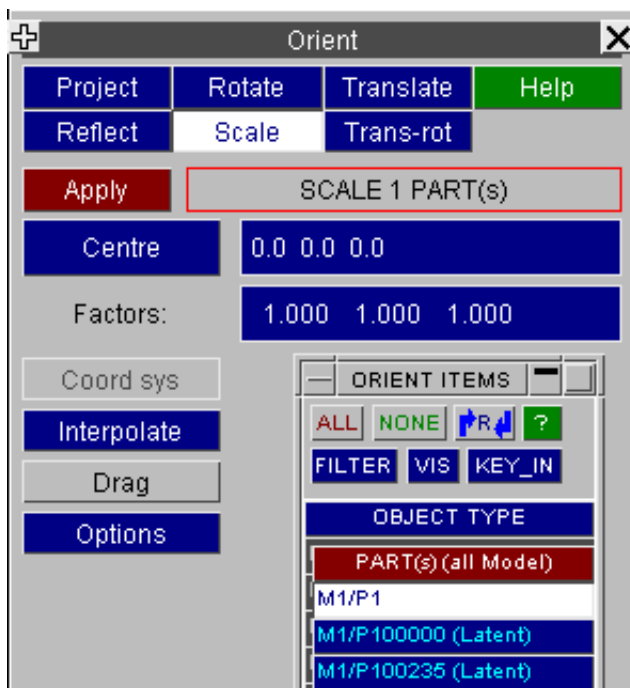 Orient
Project Rotate Translate Help
Reflect Scale Trans-rot
Apply SCALE 1 PART(s)
Centre 0.0 0.0 0.0
Factors: 1.000 1.000 1.000
Coord sys
ORIENT ITEMS
Interpolate
ALL NONE R ?
Drag
FILTER VIS KEY_IN
Options
OBJECT TYPE
PART(s) (all Model)
M1/P1
M1/P100000 (Latent)
M1/P100235 (Latent)